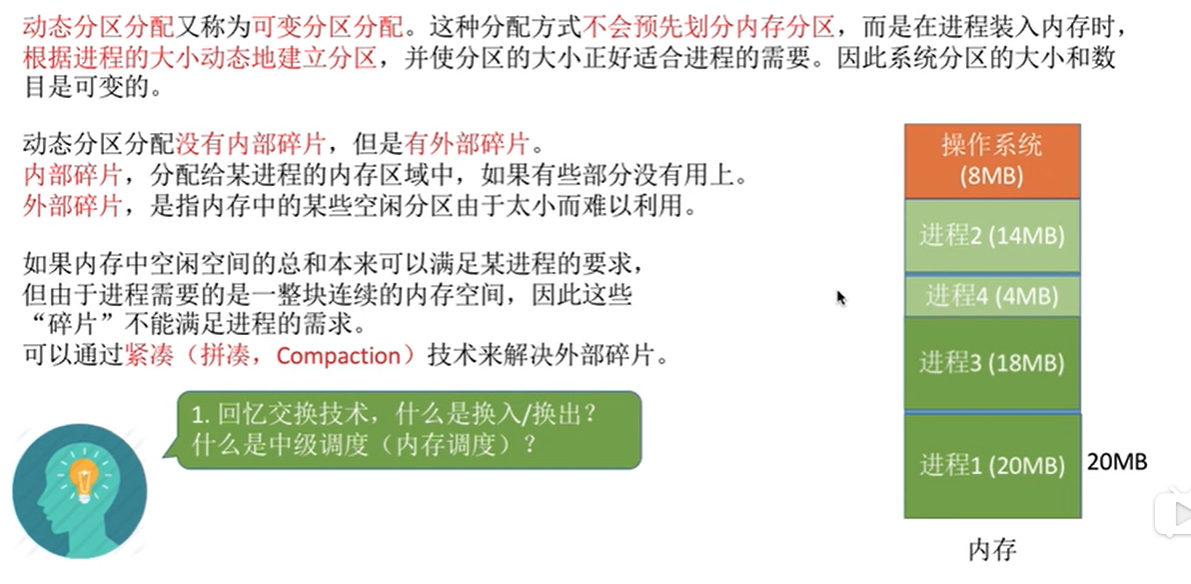 动态分区分配又称为可变分区分配。这种分配方式不会预先划分内存分区，而是在进程装入内存时，
根据进程的大小动态地建立分区，并使分区的大小正好适合进程的需要。因此系统分区的大小和数
目是可变的。
动态分区分配没有内部碎片，但是有外部碎片。
内部碎片，分配给某进程的内存区域中，如果有些部分没有用上。
外部碎片，是指内存中的某些空闲分区由于太小而难以利用。
如果内存中空闲空间的总和本来可以满足某进程的要求，
但由于进程需要的是一整块连续的内存空间，因此这些
“碎片”不能满足进程的需求。
可以通过紧凑（拼凑，Compaction）技术来解决外部碎片。
1. 回忆交换技术，什么是换入/换出？
什么是中级调度（内存调度）？
操作系统
(8MB)
进程2 (14MB)
进程4 (4MB)
进程3 (18MB)
进程1 (20MB)
20MB
内存